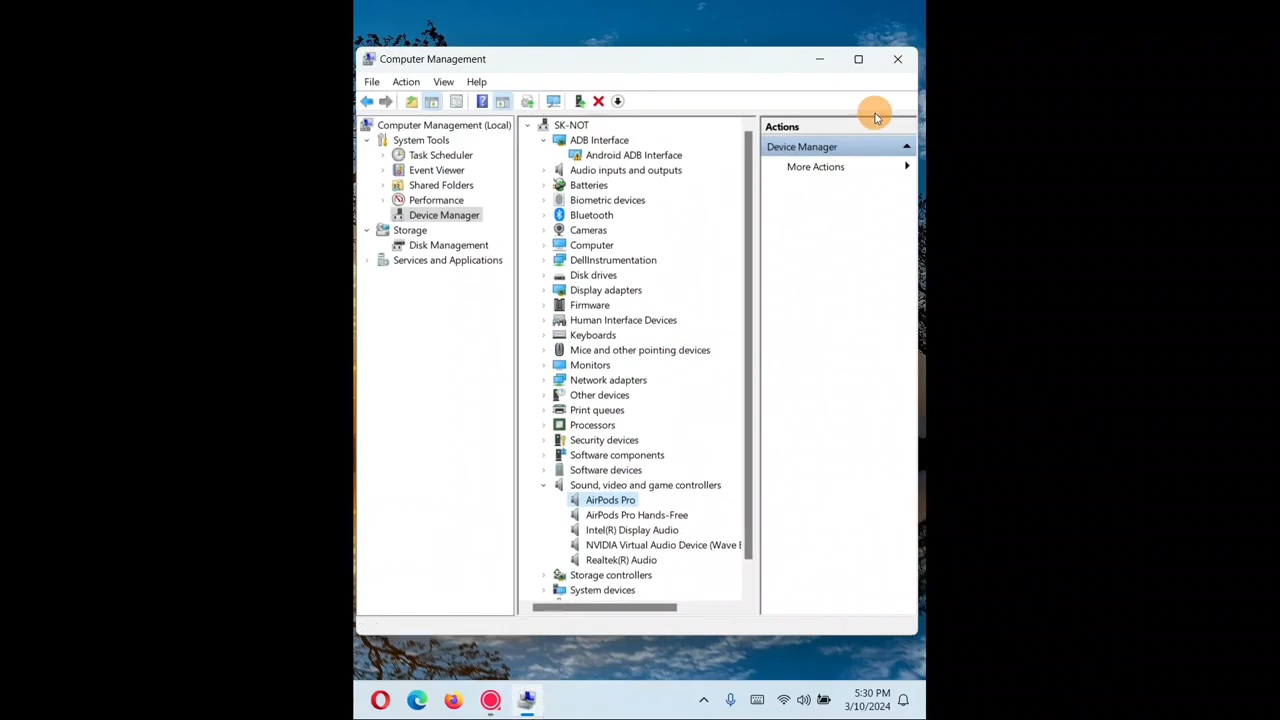 Computer Management
File Action View Help
Computer Management (Local)
System Tools
Task Scheduler
Event Viewer
Shared Folders
Performance
Device Manager
Storage
Disk Management
Services and Applications
SK-NOT
ADB Interface
Android ADB Interface
Audio inputs and outputs
Batteries
Biometric devices
Bluetooth
Cameras
Computer
DellInstrumentation
Disk drives
Display adapters
Firmware
Human Interface Devices
Keyboards
Mice and other pointing devices
Monitors
Network adapters
Other devices
Print queues
Processors
Security devices
Software components
Software devices
Sound, video and game controllers
AirPods Pro
AirPods Pro Hands-Free
Intel(R) Display Audio
NVIDIA Virtual Audio Device (Wave E
Realtek(R) Audio
Storage controllers
System devices
Actions
Device Manager
More Actions
5:30 PM
3/10/2024